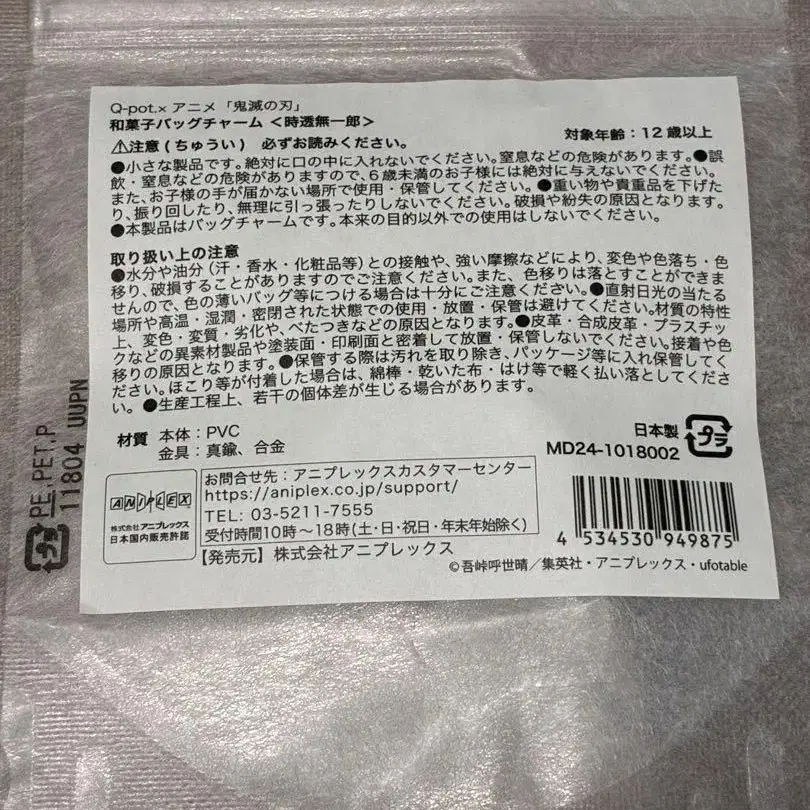 Q-pot.× アニメ「鬼滅の刃」
和菓子バッグチャーム <時透無一郎>
対象年齢:12歳以上
⚠注意(ちゅうい) 必ずお読みください。
●小さな製品です。絶対に口の中に入れないでください。窒息などの危険があります。●誤
飲・窒息などの危険がありますので、6歳未満のお子様には絶対に与えないでください。
また、お子様の手が届かない場所で使用・保管してください。●重い物や貴重品を下げた
り、振り回したり、無理に引っ張ったりしないでください。破損や紛失の原因となります。
●本製品はバッグチャームです。本来の目的以外での使用はしないでください。
取り扱い上の注意
●水分や油分(汗・香水・化粧品等)との接触や、強い摩擦などにより、変色や色落ち・色
移り、破損することがありますのでご注意ください。また、色移りは落とすことができま
せんので、色の薄いバッグ等につける場合は十分にご注意ください。●直射日光の当たる
場所や高温・湿潤・密閉された状態での使用・放置・保管は避けてください。材質の特性
上、変色・変質・劣化や、べたつきなどの原因となります。●皮革・合成皮革・プラスチッ
クなどの異素材製品や塗装面・印刷面と密着して放置・保管しないでください。接着や色
移りの原因となります。●保管する際は汚れを取り除き、パッケージ等に入れ保管してく
ださい。ほこり等が付着した場合は、綿棒・乾いた布・はけ等で軽く払い落としてくださ
い。●生産工程上、若干の個体差が生じる場合があります。
材質 本体:PVC
金具:真鍮、合金
日本製
プラ
MD24-1018002
ANIPLEX
株式会社アニプレックス
日本国内販売許諾
お問合せ先:アニプレックスカスタマーセンター
https://aniplex.co.jp/support/
TEL: 03-5211-7555
受付時間10時~18時(土・日・祝日・年末年始除く)
【発売元】株式会社アニプレックス
4 534530 949875
©吾峠呼世晴/集英社・アニプレックス・ufotable
プラ
PE.PET.P
11804 UUPN